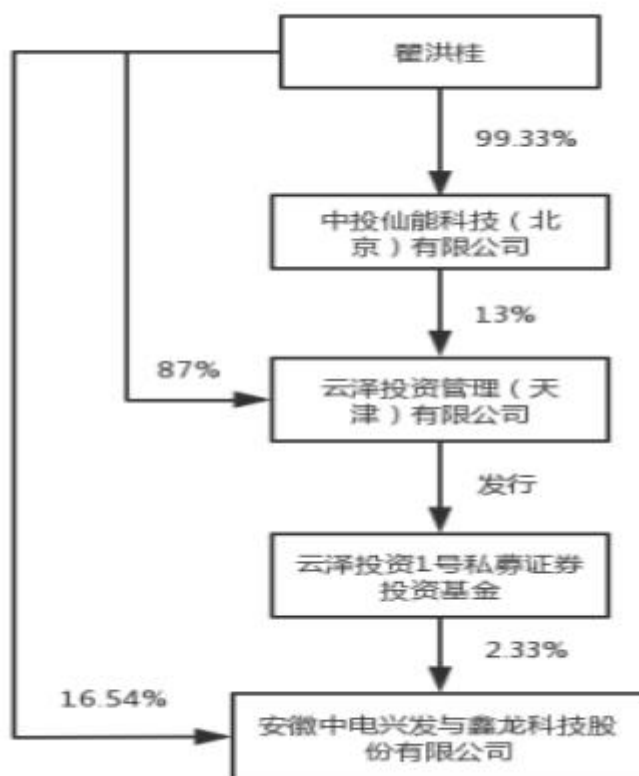 瞿洪桂
99.33%
中投仙能科技（北
京）有限公司
13%
87%
云泽投资管理（天
津）有限公司
发行
云泽投资1号私募证券
投资基金
2.33%
16.54%
安徽中电兴发与鑫龙科技股
份有限公司